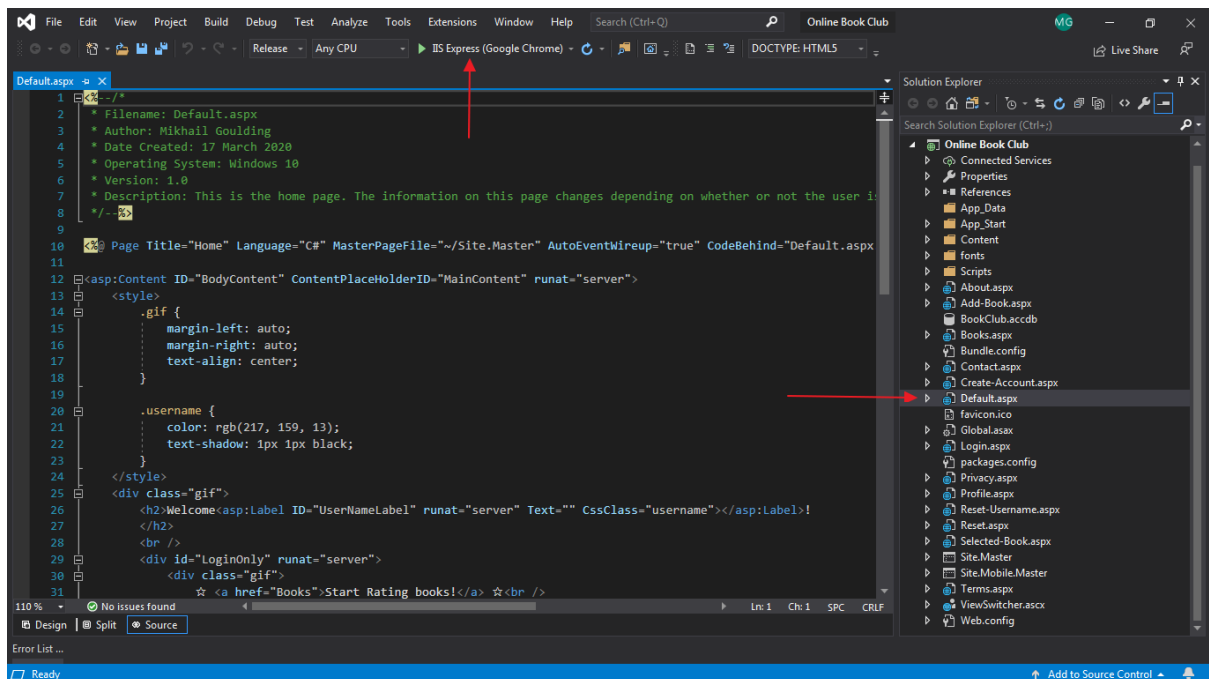 File Edit View Project Build Debug Test Analyze Tools Extensions Window Help Search (Ctrl+Q) Online Book Club MG
Release Any CPU IIS Express (Google Chrome) DOCTYPE: HTML5 Live Share
Default.aspx
1 <%--/*
2 * Filename: Default.aspx
3 * Author: Mikhail Goulding
4 * Date Created: 17 March 2020
5 * Operating System: Windows 10
6 * Version: 1.0
7 * Description: This is the home page. The information on this page changes depending on whether or not the user i
8 */--%>
9
10 <%@ Page Title="Home" Language="C#" MasterPageFile="~/Site.Master" AutoEventWireup="true" CodeBehind="Default.aspx
11
12 <asp:Content ID="BodyContent" ContentPlaceHolderID="MainContent" runat="server">
13 <style>
14 .gif {
15 margin-left: auto;
16 margin-right: auto;
17 text-align: center;
18 }
19
20 .username {
21 color: rgb(217, 159, 13);
22 text-shadow: 1px 1px black;
23 }
24 </style>
25 <div class="gif">
26 <h2>Welcome<asp:Label ID="UserNameLabel" runat="server" Text="" CssClass="username"></asp:Label>!
27 </h2>
28 <br />
29 <div id="LoginOnly" runat="server">
30 <div class="gif">
31 ☆ <a href="Books">Start Rating books!</a> ☆<br />
110 % No issues found Ln: 1 Ch: 1 SPC CRLF
Design Split Source
Error List ...
Ready Add to Source Control
Solution Explorer
Search Solution Explorer (Ctrl+;)
Online Book Club
Connected Services
Properties
References
App_Data
App_Start
Content
fonts
Scripts
About.aspx
Add-Book.aspx
BookClub.accdb
Books.aspx
Bundle.config
Contact.aspx
Create-Account.aspx
Default.aspx
favicon.ico
Global.asax
Login.aspx
packages.config
Privacy.aspx
Profile.aspx
Reset-Username.aspx
Reset.aspx
Selected-Book.aspx
Site.Master
Site.Mobile.Master
Terms.aspx
ViewSwitcher.ascx
Web.config